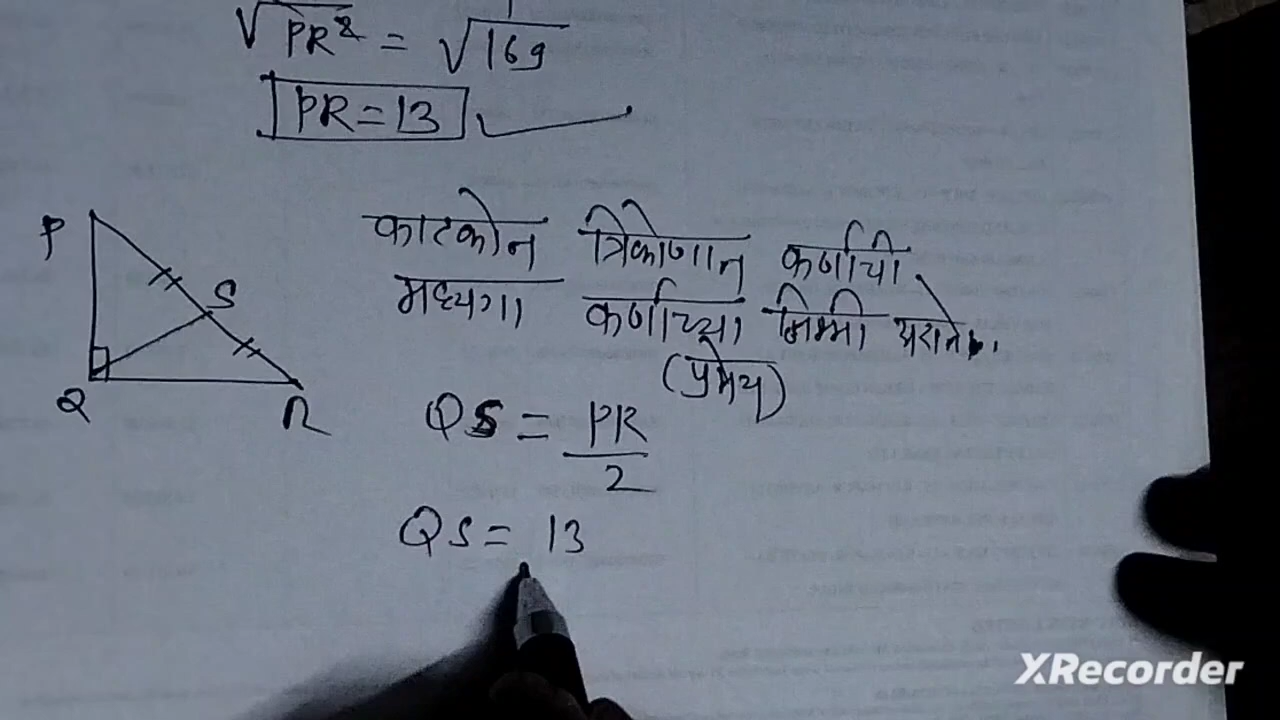 √PR² = √169
PR = 13
P
S
Q
R
काटकोन त्रिकोणात कर्णाची
मध्यगा कर्णाच्या निम्मी असते.
(प्रमेय)
QS = PR/2
QS = 13
XRecorder